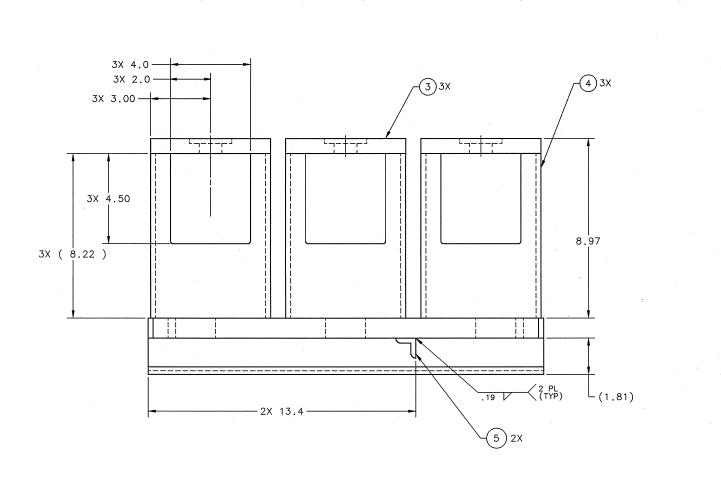 3X 4.0
3X 2.0
3X 3.00
3 3X
4 3X
3X 4.50
3X ( 8.22 )
8.97
.19
2 PL
(TYP)
(1.81)
2X 13.4
5 2X